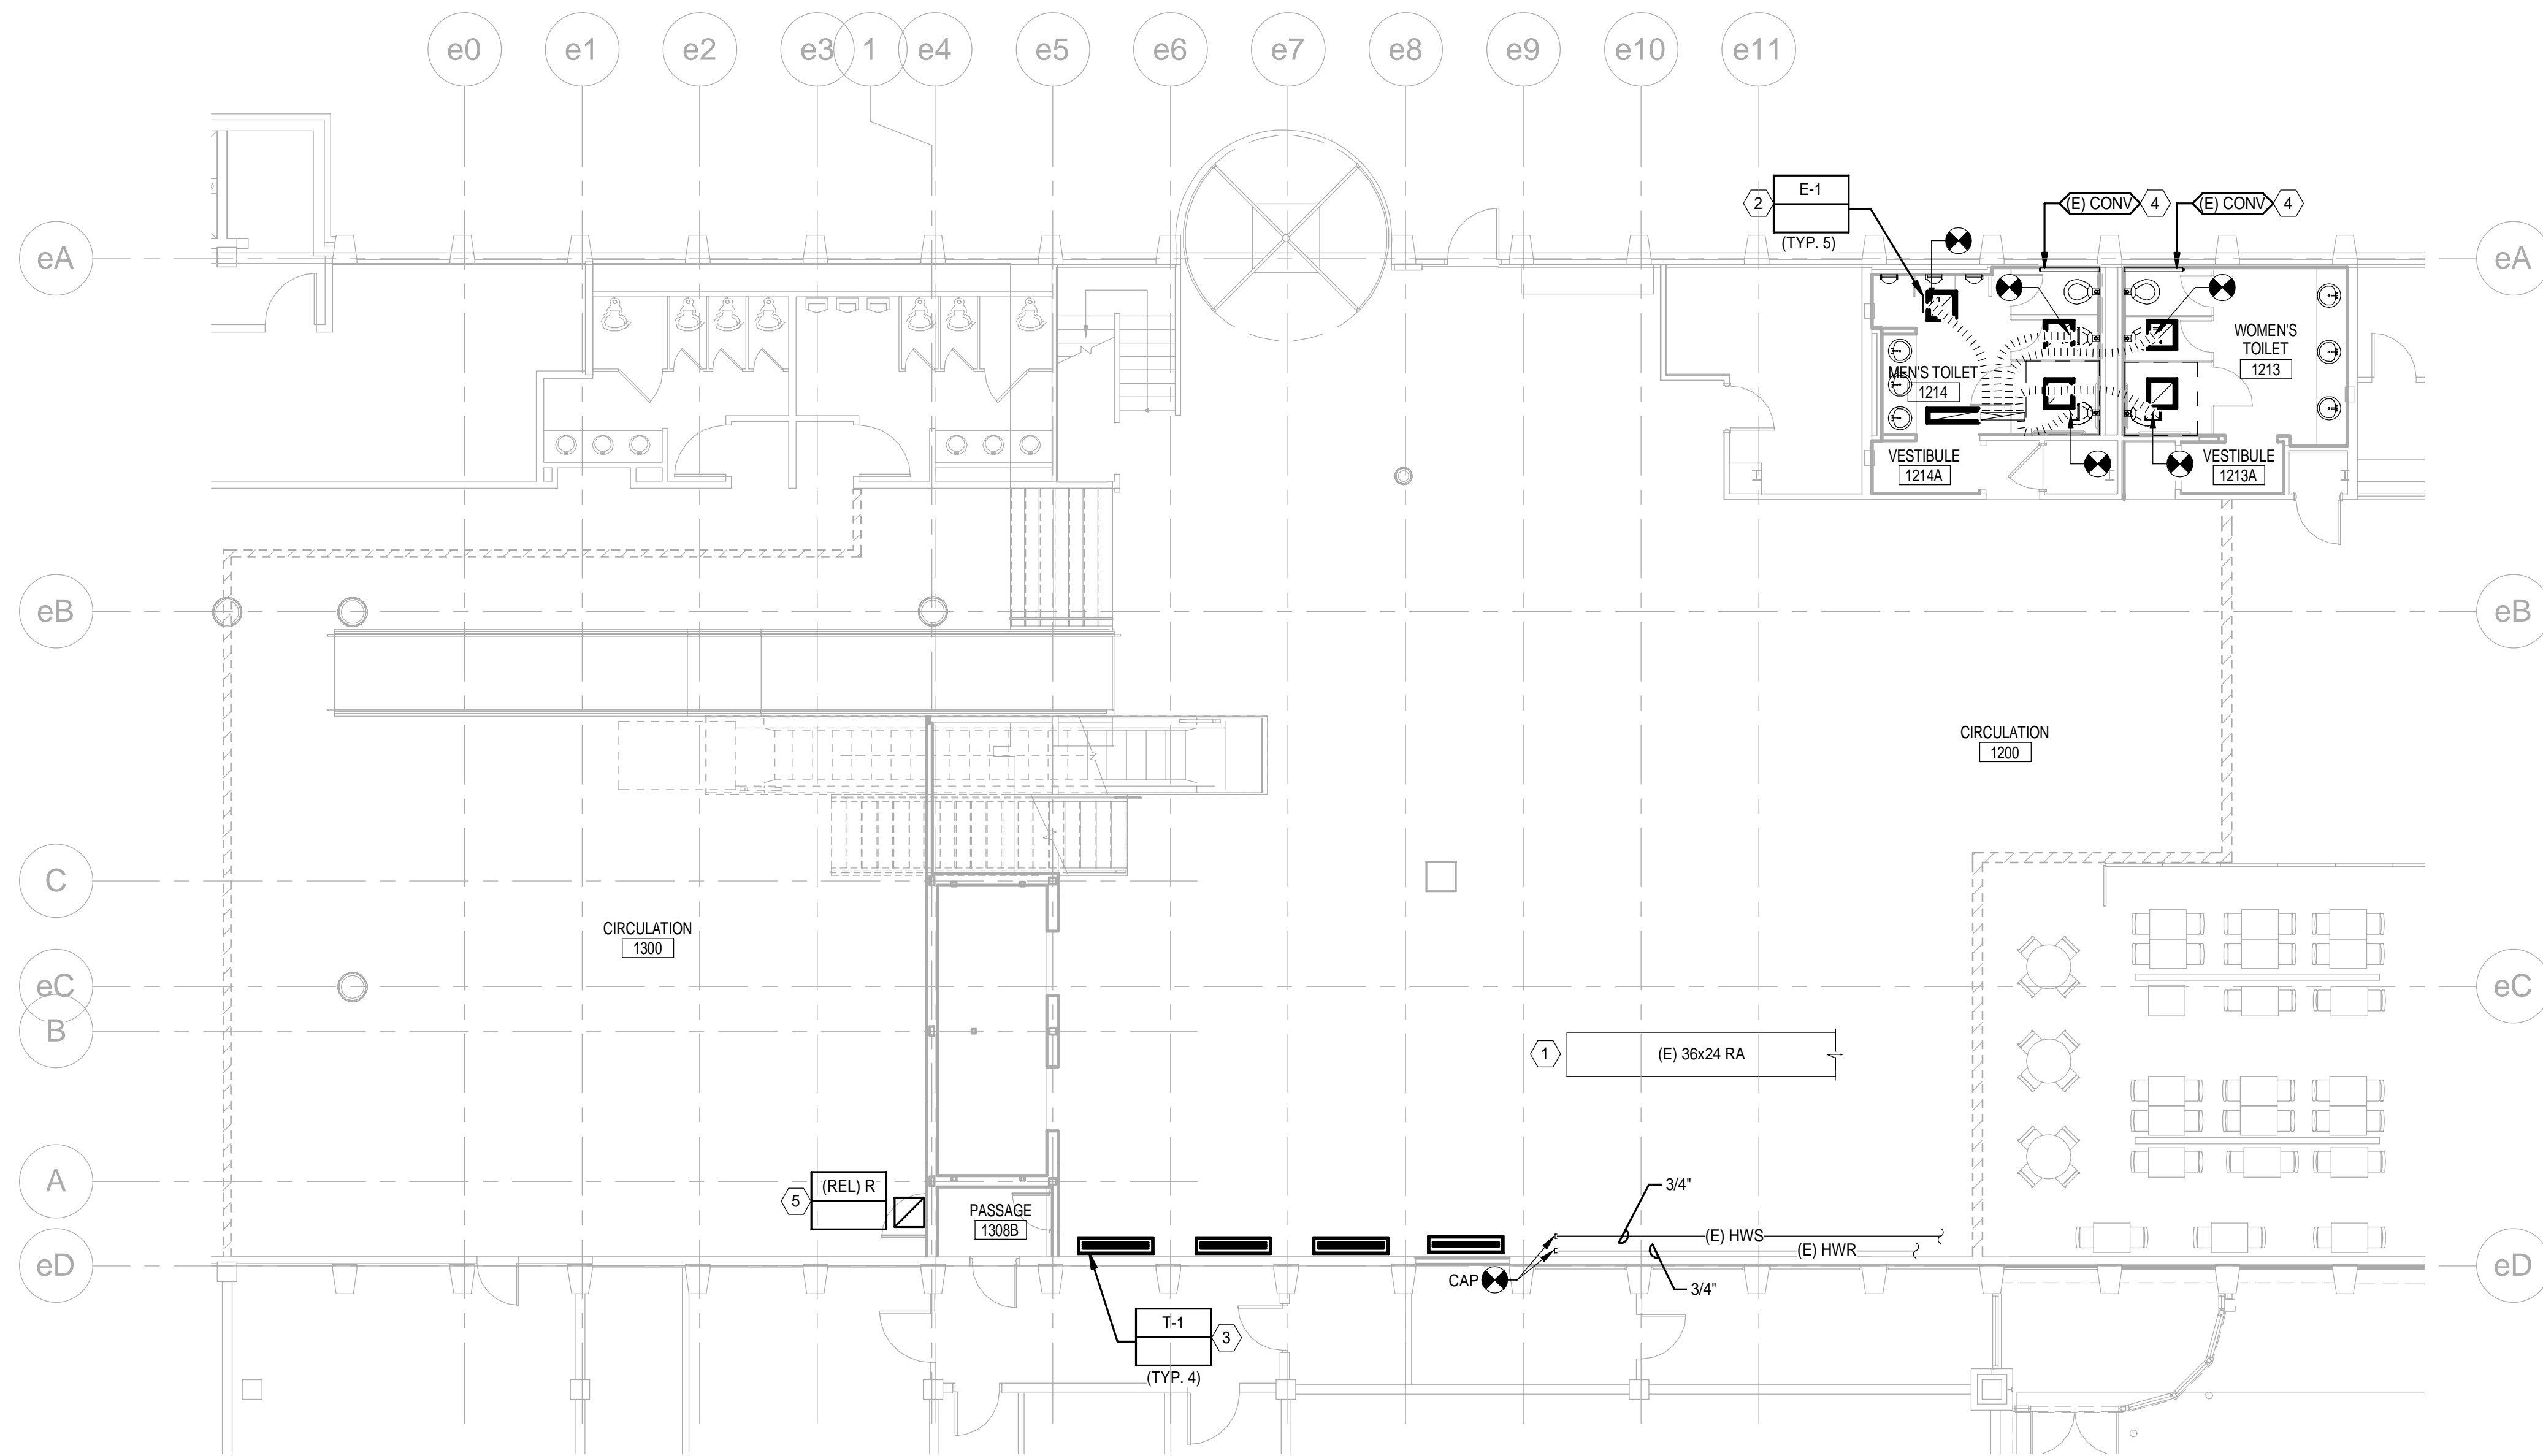 e0
e1
e2
e3
1
e4
e5
e6
e7
e8
e9
e10
e11
2
E-1
(TYP. 5)
(E) CONV
4
(E) CONV
4
eA
eA
WOMEN'S
TOILET
1213
MEN'S TOILET
1214
VESTIBULE
1214A
VESTIBULE
1213A
eB
eB
CIRCULATION
1200
C
CIRCULATION
1300
eC
eC
B
1
(E) 36x24 RA
A
5
(REL) R
PASSAGE
1308B
3/4"
(E) HWS
(E) HWR
eD
eD
CAP
3/4"
T-1
3
(TYP. 4)